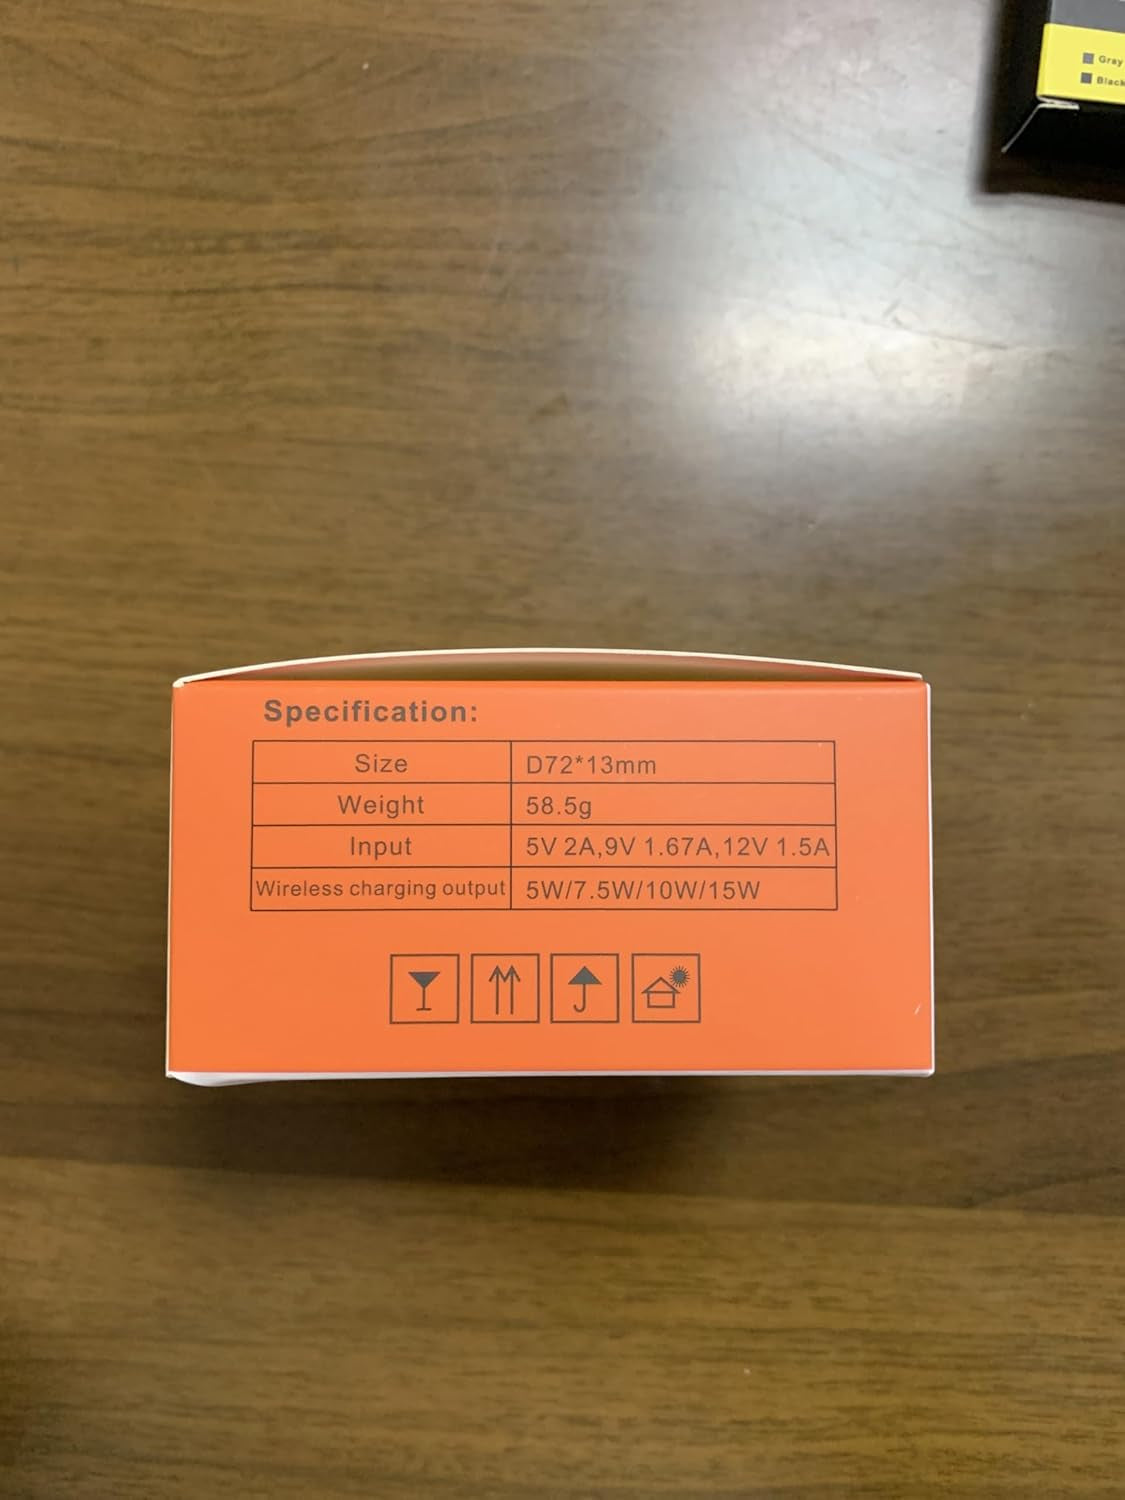 Gray
Black
Specification:
Size D72*13mm
Weight 58.5g
Input 5V 2A,9V 1.67A,12V 1.5A
Wireless charging output 5W/7.5W/10W/15W